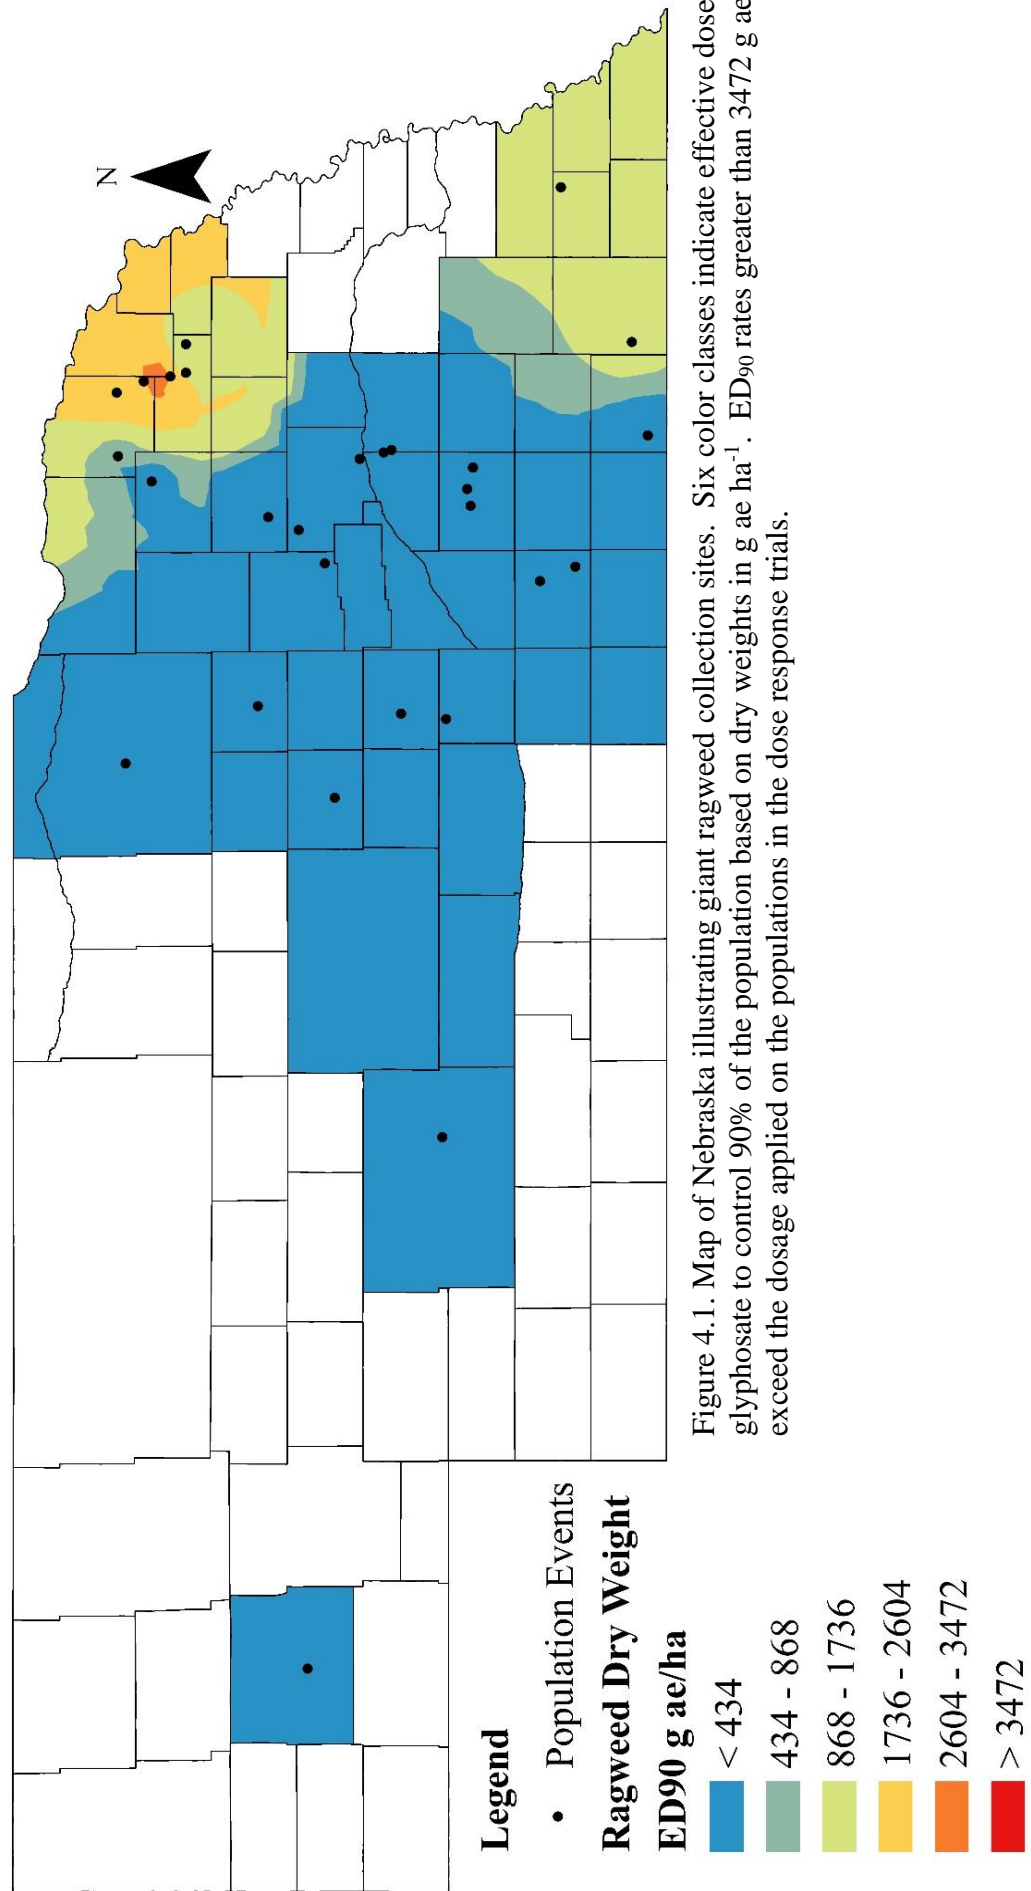 N
Legend
Population Events
Ragweed Dry Weight
ED90 g ae/ha
< 434
434 - 868
868 - 1736
1736 - 2604
2604 - 3472
> 3472
Figure 4.1. Map of Nebraska illustrating giant ragweed collection sites.  Six color classes indicate effective dose
glyphosate to control 90% of the population based on dry weights in g ae ha⁻¹.  ED₉₀ rates greater than 3472 g ae
exceed the dosage applied on the populations in the dose response trials.